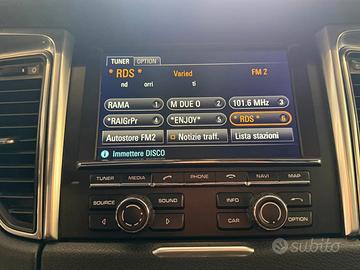 TUNER OPTION
* RDS * Varied FM 2
nd orri ti
RAMA 1 M DUE O 2 101.6 MHz 3
*RAIGrPr 4 *ENJOY* 5 * RDS * 6
Autostore FM2 Notizie traff. Lista stazioni
Immettere DISCO
TUNER MEDIA PHONE NAVI MAP
SOURCE SOUND INFO CAR OPTION
subito